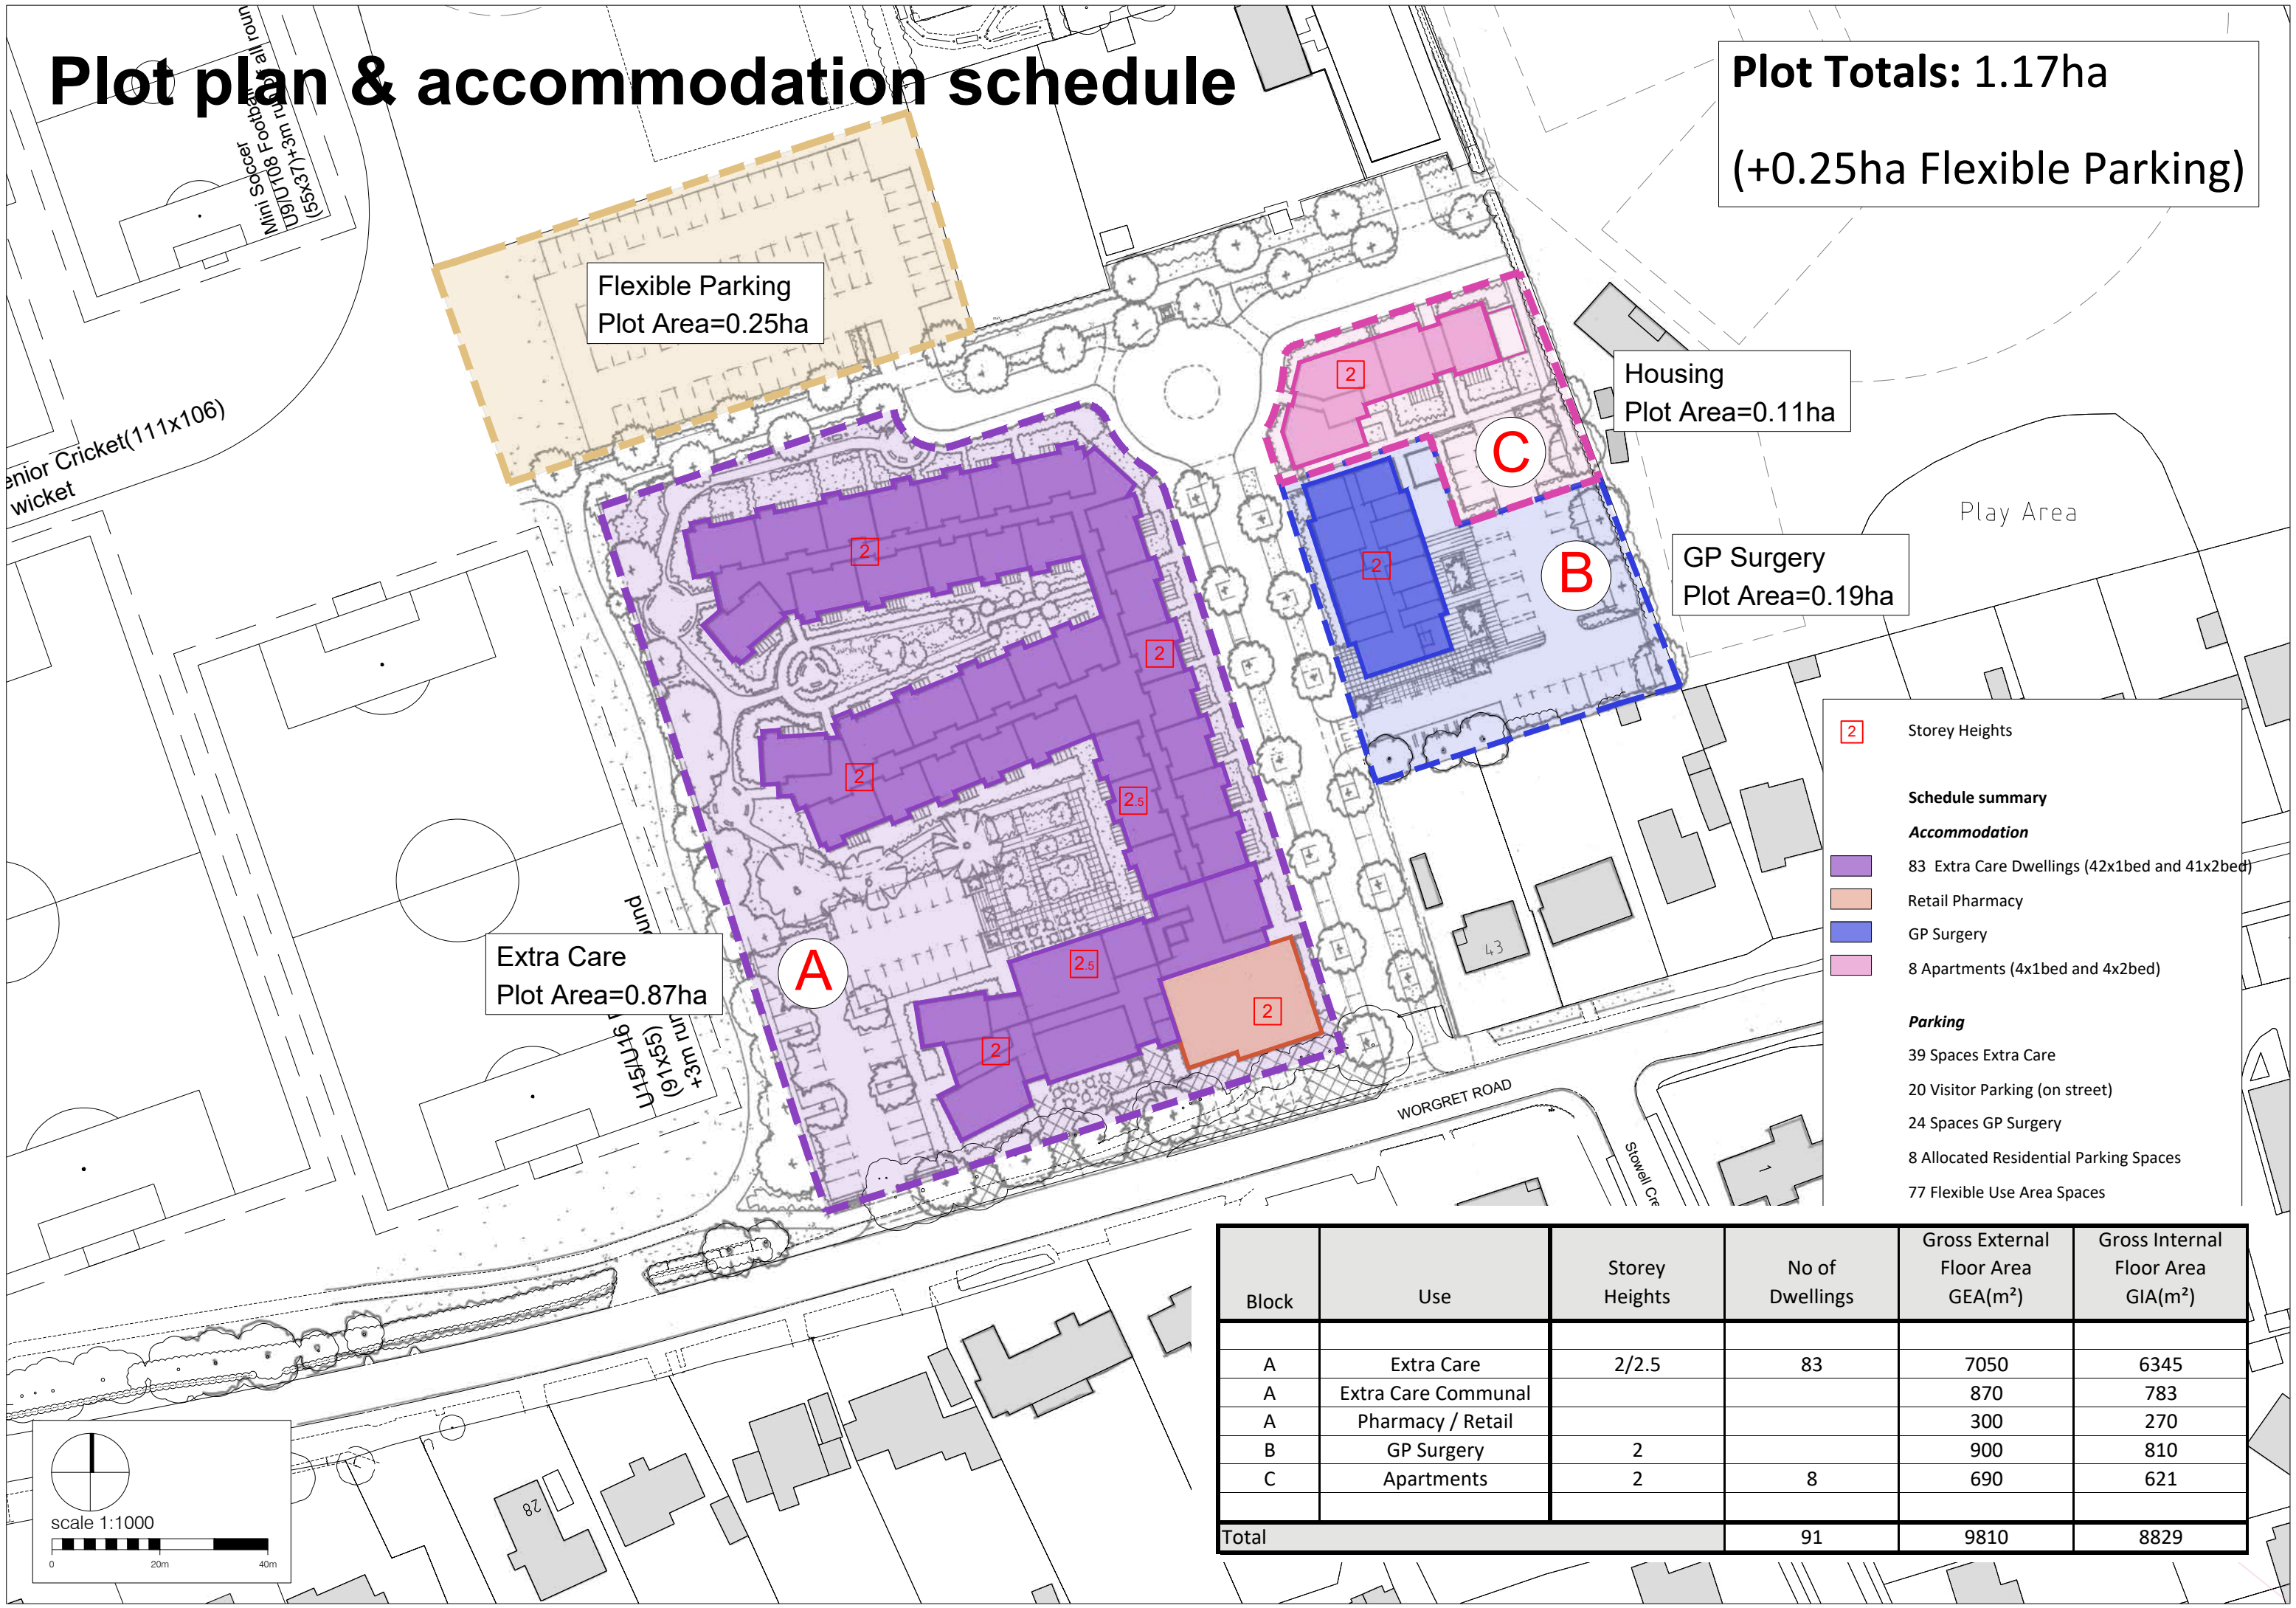 Plot plan & accommodation schedule
Plot Totals: 1.17ha
(+0.25ha Flexible Parking)
Mini Soccer
(55x37)+3m
Flexible Parking
Plot Area=0.25ha
Housing
Plot Area=0.11ha
GP Surgery
Plot Area=0.19ha
Extra Care
Plot Area=0.87ha
Cricket(111x106)
wicket
Play Area
C
B
A
2
2
2
2
2
2.5
2.5
2
2
U15/U16
(91x55)
+3m
43
1
28
WORGRET ROAD
Stowell
2 Storey Heights
Schedule summary
Accommodation
83 Extra Care Dwellings (42x1bed and 41x2bed)
Retail Pharmacy
GP Surgery
8 Apartments (4x1bed and 4x2bed)
Parking
39 Spaces Extra Care
20 Visitor Parking (on street)
24 Spaces GP Surgery
8 Allocated Residential Parking Spaces
77 Flexible Use Area Spaces
Block Use Storey Heights No of Dwellings Gross External Floor Area GEA(m²) Gross Internal Floor Area GIA(m²)
A Extra Care 2/2.5 83 7050 6345
A Extra Care Communal 870 783
A Pharmacy / Retail 300 270
B GP Surgery 2 900 810
C Apartments 2 8 690 621
Total 91 9810 8829
scale 1:1000
0 20m 40m